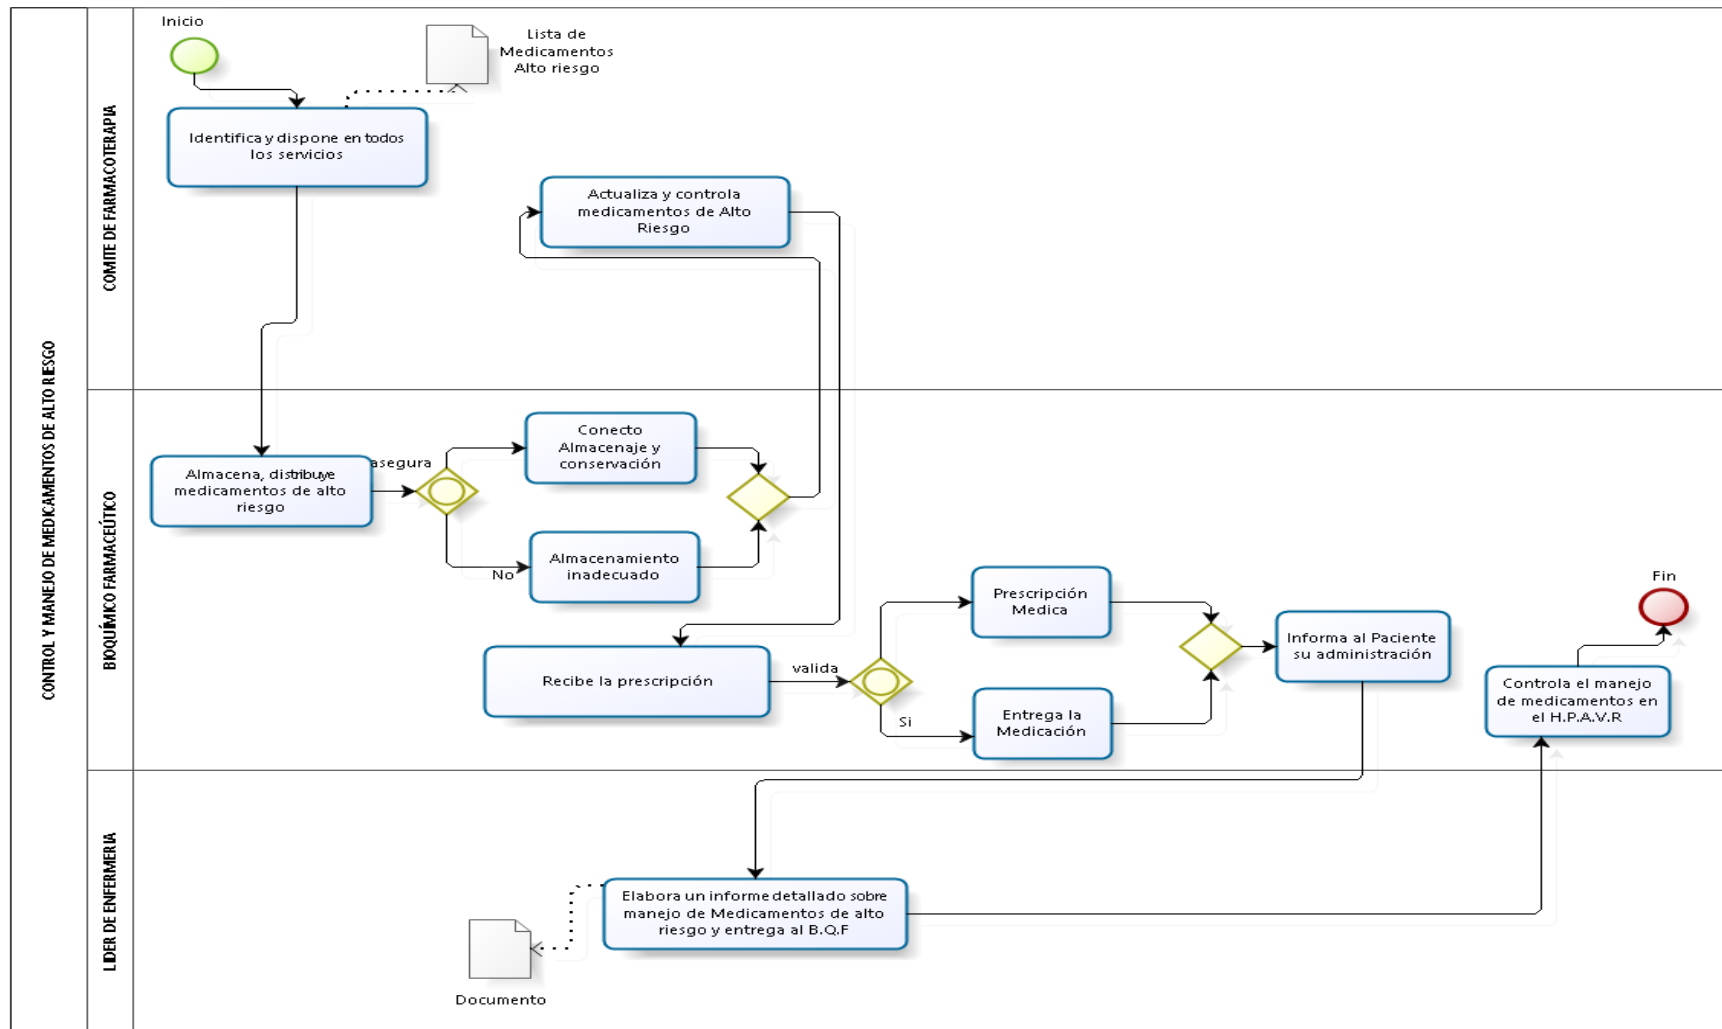 CONTROL Y MANEJO DE MEDICAMENTOS DE ALTO RIESGO
COMITE DE FARMACOTERAPIA
Inicio
Lista de
Medicamentos
Alto riesgo
Identifica y dispone en todos
los servicios
Actualiza y controla
medicamentos de Alto
Riesgo
BIOQUÍMICO FARMACEÚTICO
Almacena, distribuye
medicamentos de alto
riesgo
asegura
Conecto
Almacenaje y
conservación
No
Almacenamiento
inadecuado
Recibe la prescripción
valida
Prescripción
Medica
Si
Entrega la
Medicación
Informa al Paciente
su administración
Controla el manejo
de medicamentos en
el H.P.A.V.R
Fin
LIDER DE ENFERMERIA
Elabora un informe detallado sobre
manejo de Medicamentos de alto
riesgo y entrega al B.Q.F
Documento